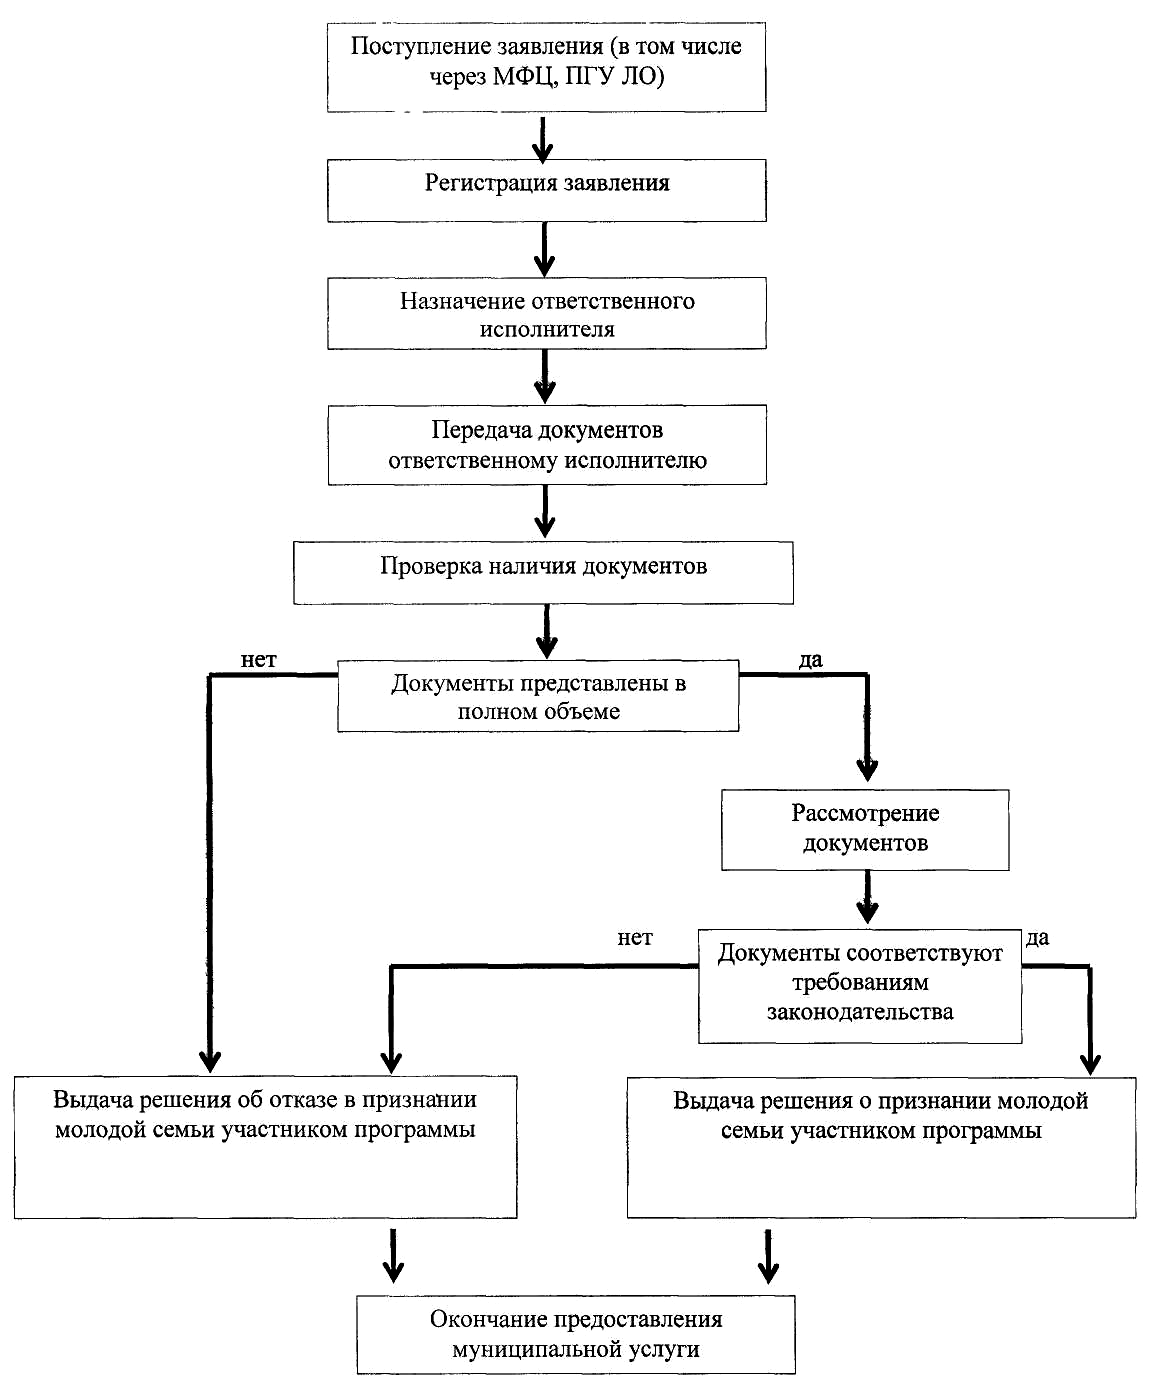 Поступление заявления (в том числе
через МФЦ, ПГУ ЛО)
Регистрация заявления
Назначение ответственного
исполнителя
Передача документов
ответственному исполнителю
Проверка наличия документов
нет
да
Документы представлены в
полном объеме
Рассмотрение
документов
нет
да
Документы соответствуют
требованиям
законодательства
Выдача решения об отказе в признании
молодой семьи участником программы
Выдача решения о признании молодой
семьи участником программы
Окончание предоставления
муниципальной услуги